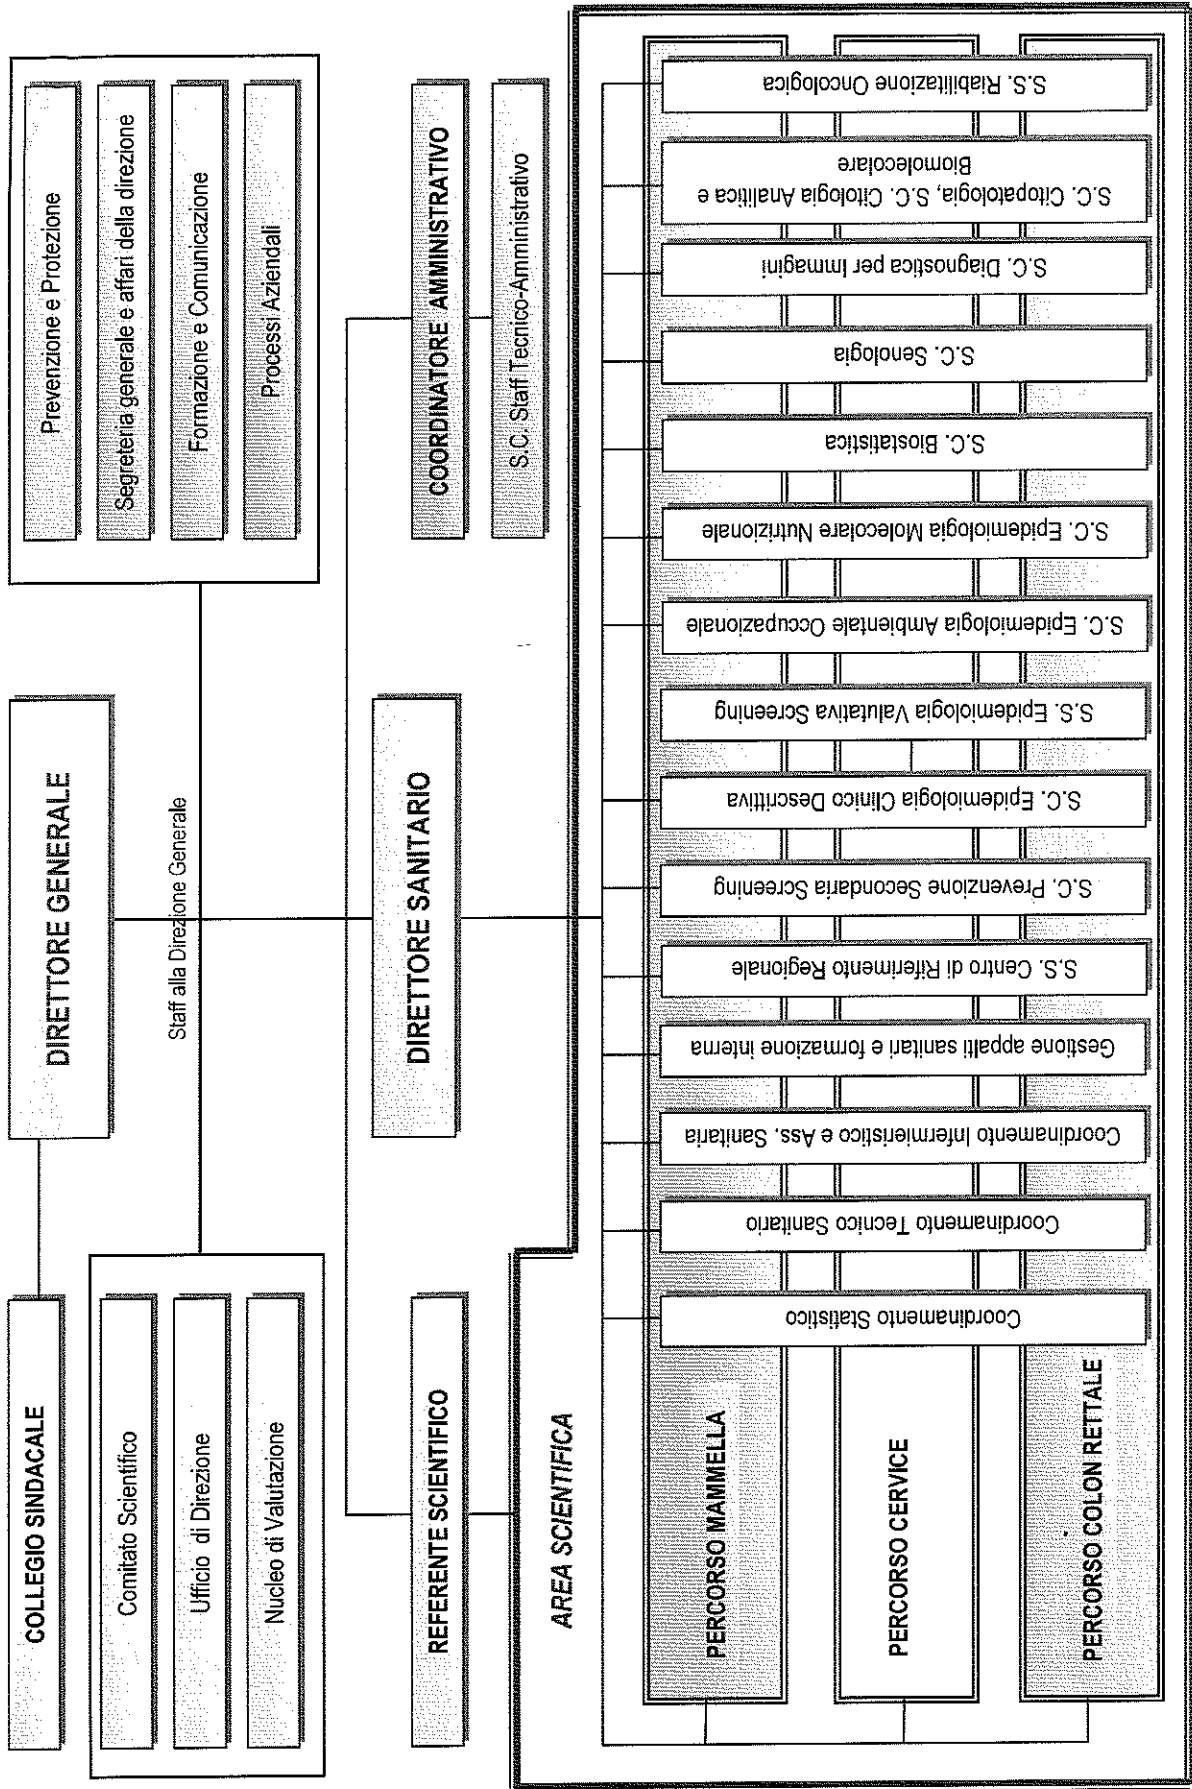 COLLEGIO SINDACALE
DIRETTORE GENERALE
Comitato Scientifico
Ufficio di Direzione
Nucleo di Valutazione
Staff alla Direzione Generale
Prevenzione e Protezione
Segreteria generale e affari della direzione
Formazione e Comunicazione
Processi Aziendali
REFERENTE SCIENTIFICO
DIRETTORE SANITARIO
COORDINATORE AMMINISTRATIVO
S.C. Staff Tecnico-Amministrativo
AREA SCIENTIFICA
PERCORSO MAMMELLA
PERCORSO CERVICE
PERCORSO COLON RETTALE
Coordinamento Statistico
Coordinamento Tecnico Sanitario
Coordinamento Infermieristico e Ass. Sanitaria
Gestione appalti sanitari e formazione interna
S.S. Centro di Riferimento Regionale
S.C. Prevenzione Secondaria Screening
S.C. Epidemiologia Clinico Descrittiva
S.S. Epidemiologia Valutativa Screening
S.C. Epidemiologia Ambientale Occupazionale
S.C. Epidemiologia Molecolare Nutrizionale
S.C. Biostatistica
S.C. Senologia
S.C. Diagnostica per Immagini
S.C. Citopatologia, S.C. Citologia Analitica e
Biomolecolare
S.S. Riabilitazione Oncologica